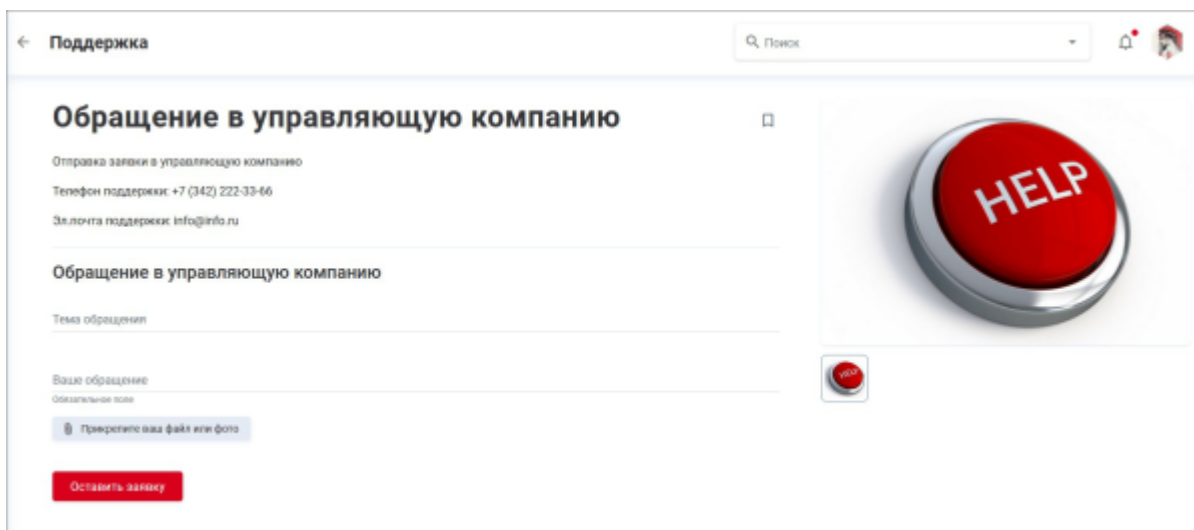 Поддержка
Поиск
Обращение в управляющую компанию
Отправка заявки в управляющую компанию
Телефон поддержки: +7 (342) 222-33-66
Эл.почта поддержки: info@info.ru
HELP
Обращение в управляющую компанию
Тема обращения
Ваше обращение
Обязательное поле
Прикрепите ваш файл или фото
Оставить заявку
HELP